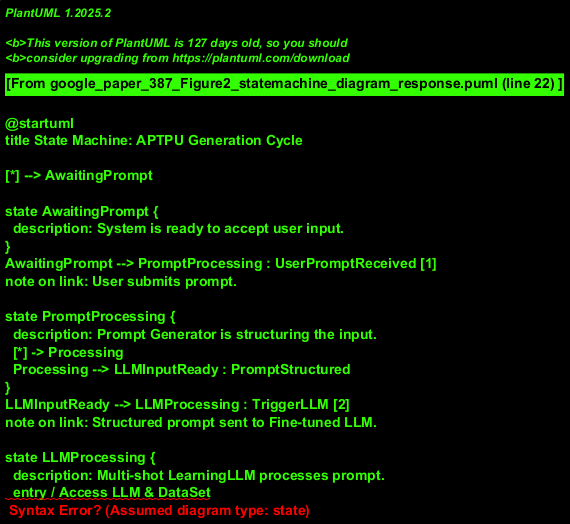 PlantUML 1.2025.2
<b>This version of PlantUML is 127 days old, so you should
<b>consider upgrading from https://plantuml.com/download
[From google_paper_387_Figure2_statemachine_diagram_response.puml (line 22) ]
@startuml
title State Machine: APTPU Generation Cycle
[*] --> AwaitingPrompt
state AwaitingPrompt {
description: System is ready to accept user input.
}
AwaitingPrompt --> PromptProcessing : UserPromptReceived [1]
note on link: User submits prompt.
state PromptProcessing {
description: Prompt Generator is structuring the input.
[*] -> Processing
Processing --> LLMInputReady : PromptStructured
}
LLMInputReady --> LLMProcessing : TriggerLLM [2]
note on link: Structured prompt sent to Fine-tuned LLM.
state LLMProcessing {
description: Multi-shot LearningLLM processes prompt.
entry / Access LLM & DataSet
Syntax Error? (Assumed diagram type: state)